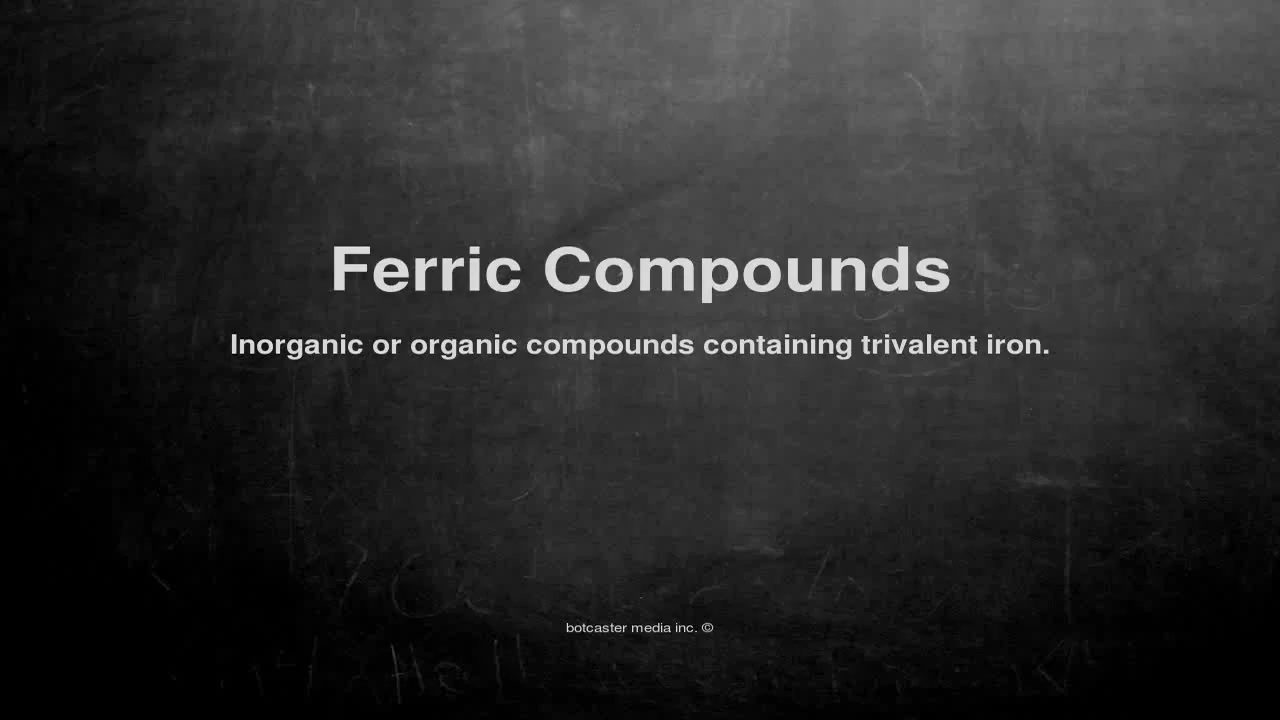 Ferric Compounds
Inorganic or organic compounds containing trivalent iron.
botcaster media inc. ©